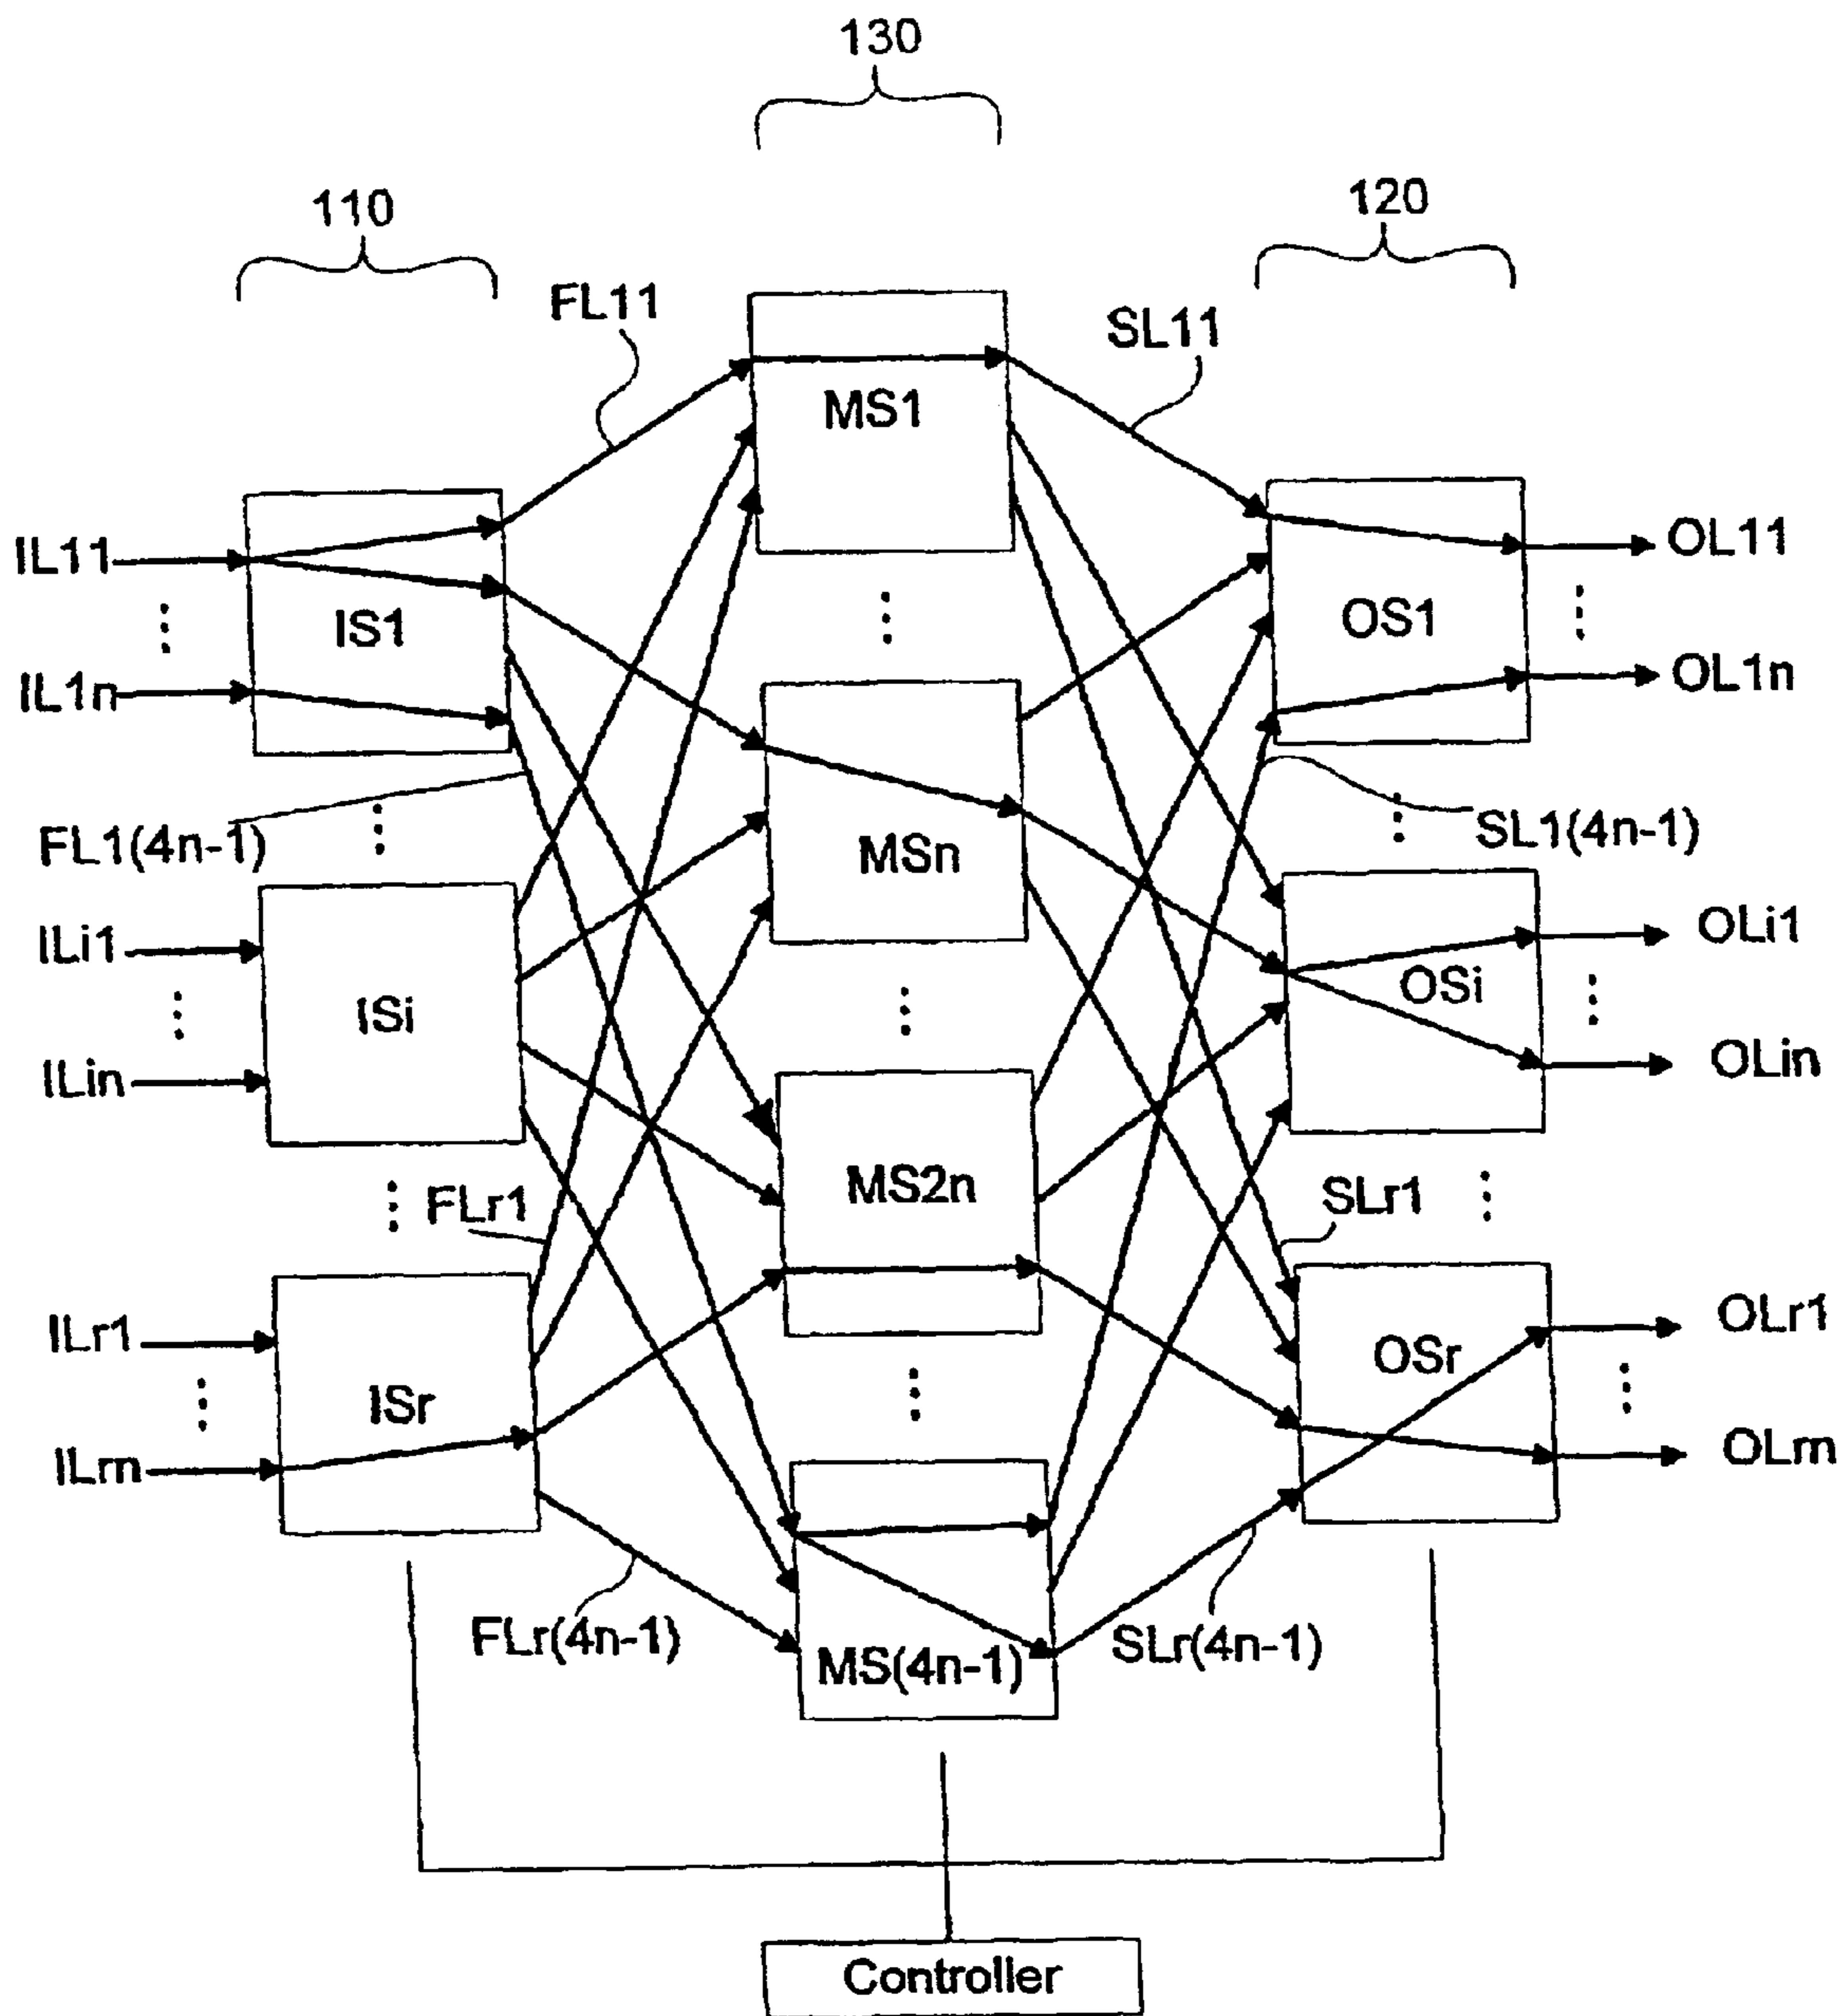 130
110
120
FL11
SL11
MS1
IL11
OL11
IS1
OS1
IL1n
OL1n
FL1(4n-1)
SL1(4n-1)
MSn
ILi1
OLi1
ISi
OSi
ILin
OLin
MS2n
FLr1
SLr1
ILr1
OLr1
ISr
OSr
ILrn
OLrn
FLr(4n-1)
MS(4n-1)
SLr(4n-1)
Controller